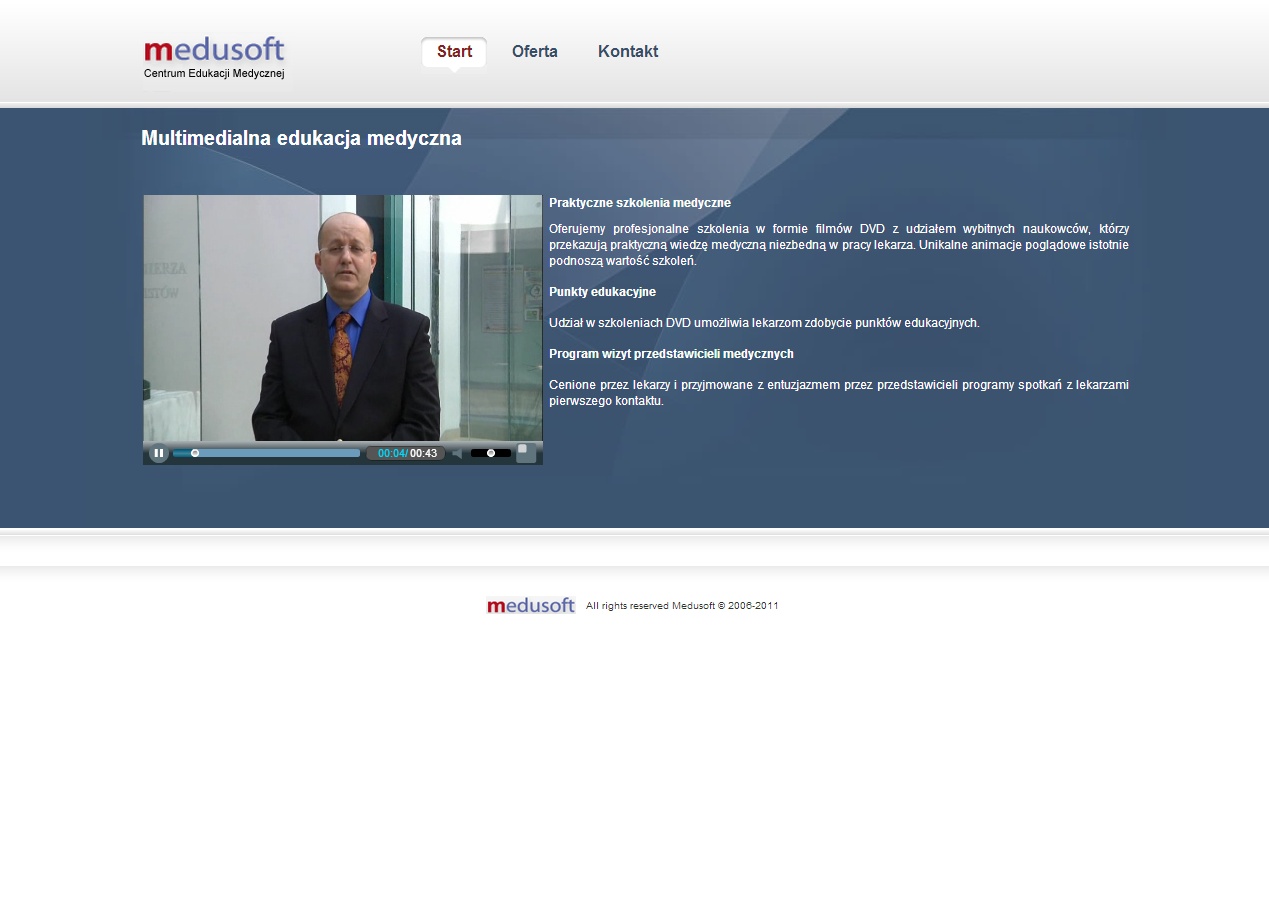 medusoft
Centrum Edukacji Medycznej
Start Oferta Kontakt
Multimedialna edukacja medyczna
Praktyczne szkolenia medyczne
Oferujemy profesjonalne szkolenia w formie filmów DVD z udziałem wybitnych naukowców, którzy
przekazują praktyczną wiedzę medyczną niezbedną w pracy lekarza. Unikalne animacje poglądowe istotnie
podnoszą wartość szkoleń.
Punkty edukacyjne
Udział w szkoleniach DVD umożliwia lekarzom zdobycie punktów edukacyjnych.
Program wizyt przedstawicieli medycznych
Cenione przez lekarzy i przyjmowane z entuzjazmem przez przedstawicieli programy spotkań z lekarzami
pierwszego kontaktu.
00:04/00:43
medusoft All rights reserved Medusoft © 2006-2011